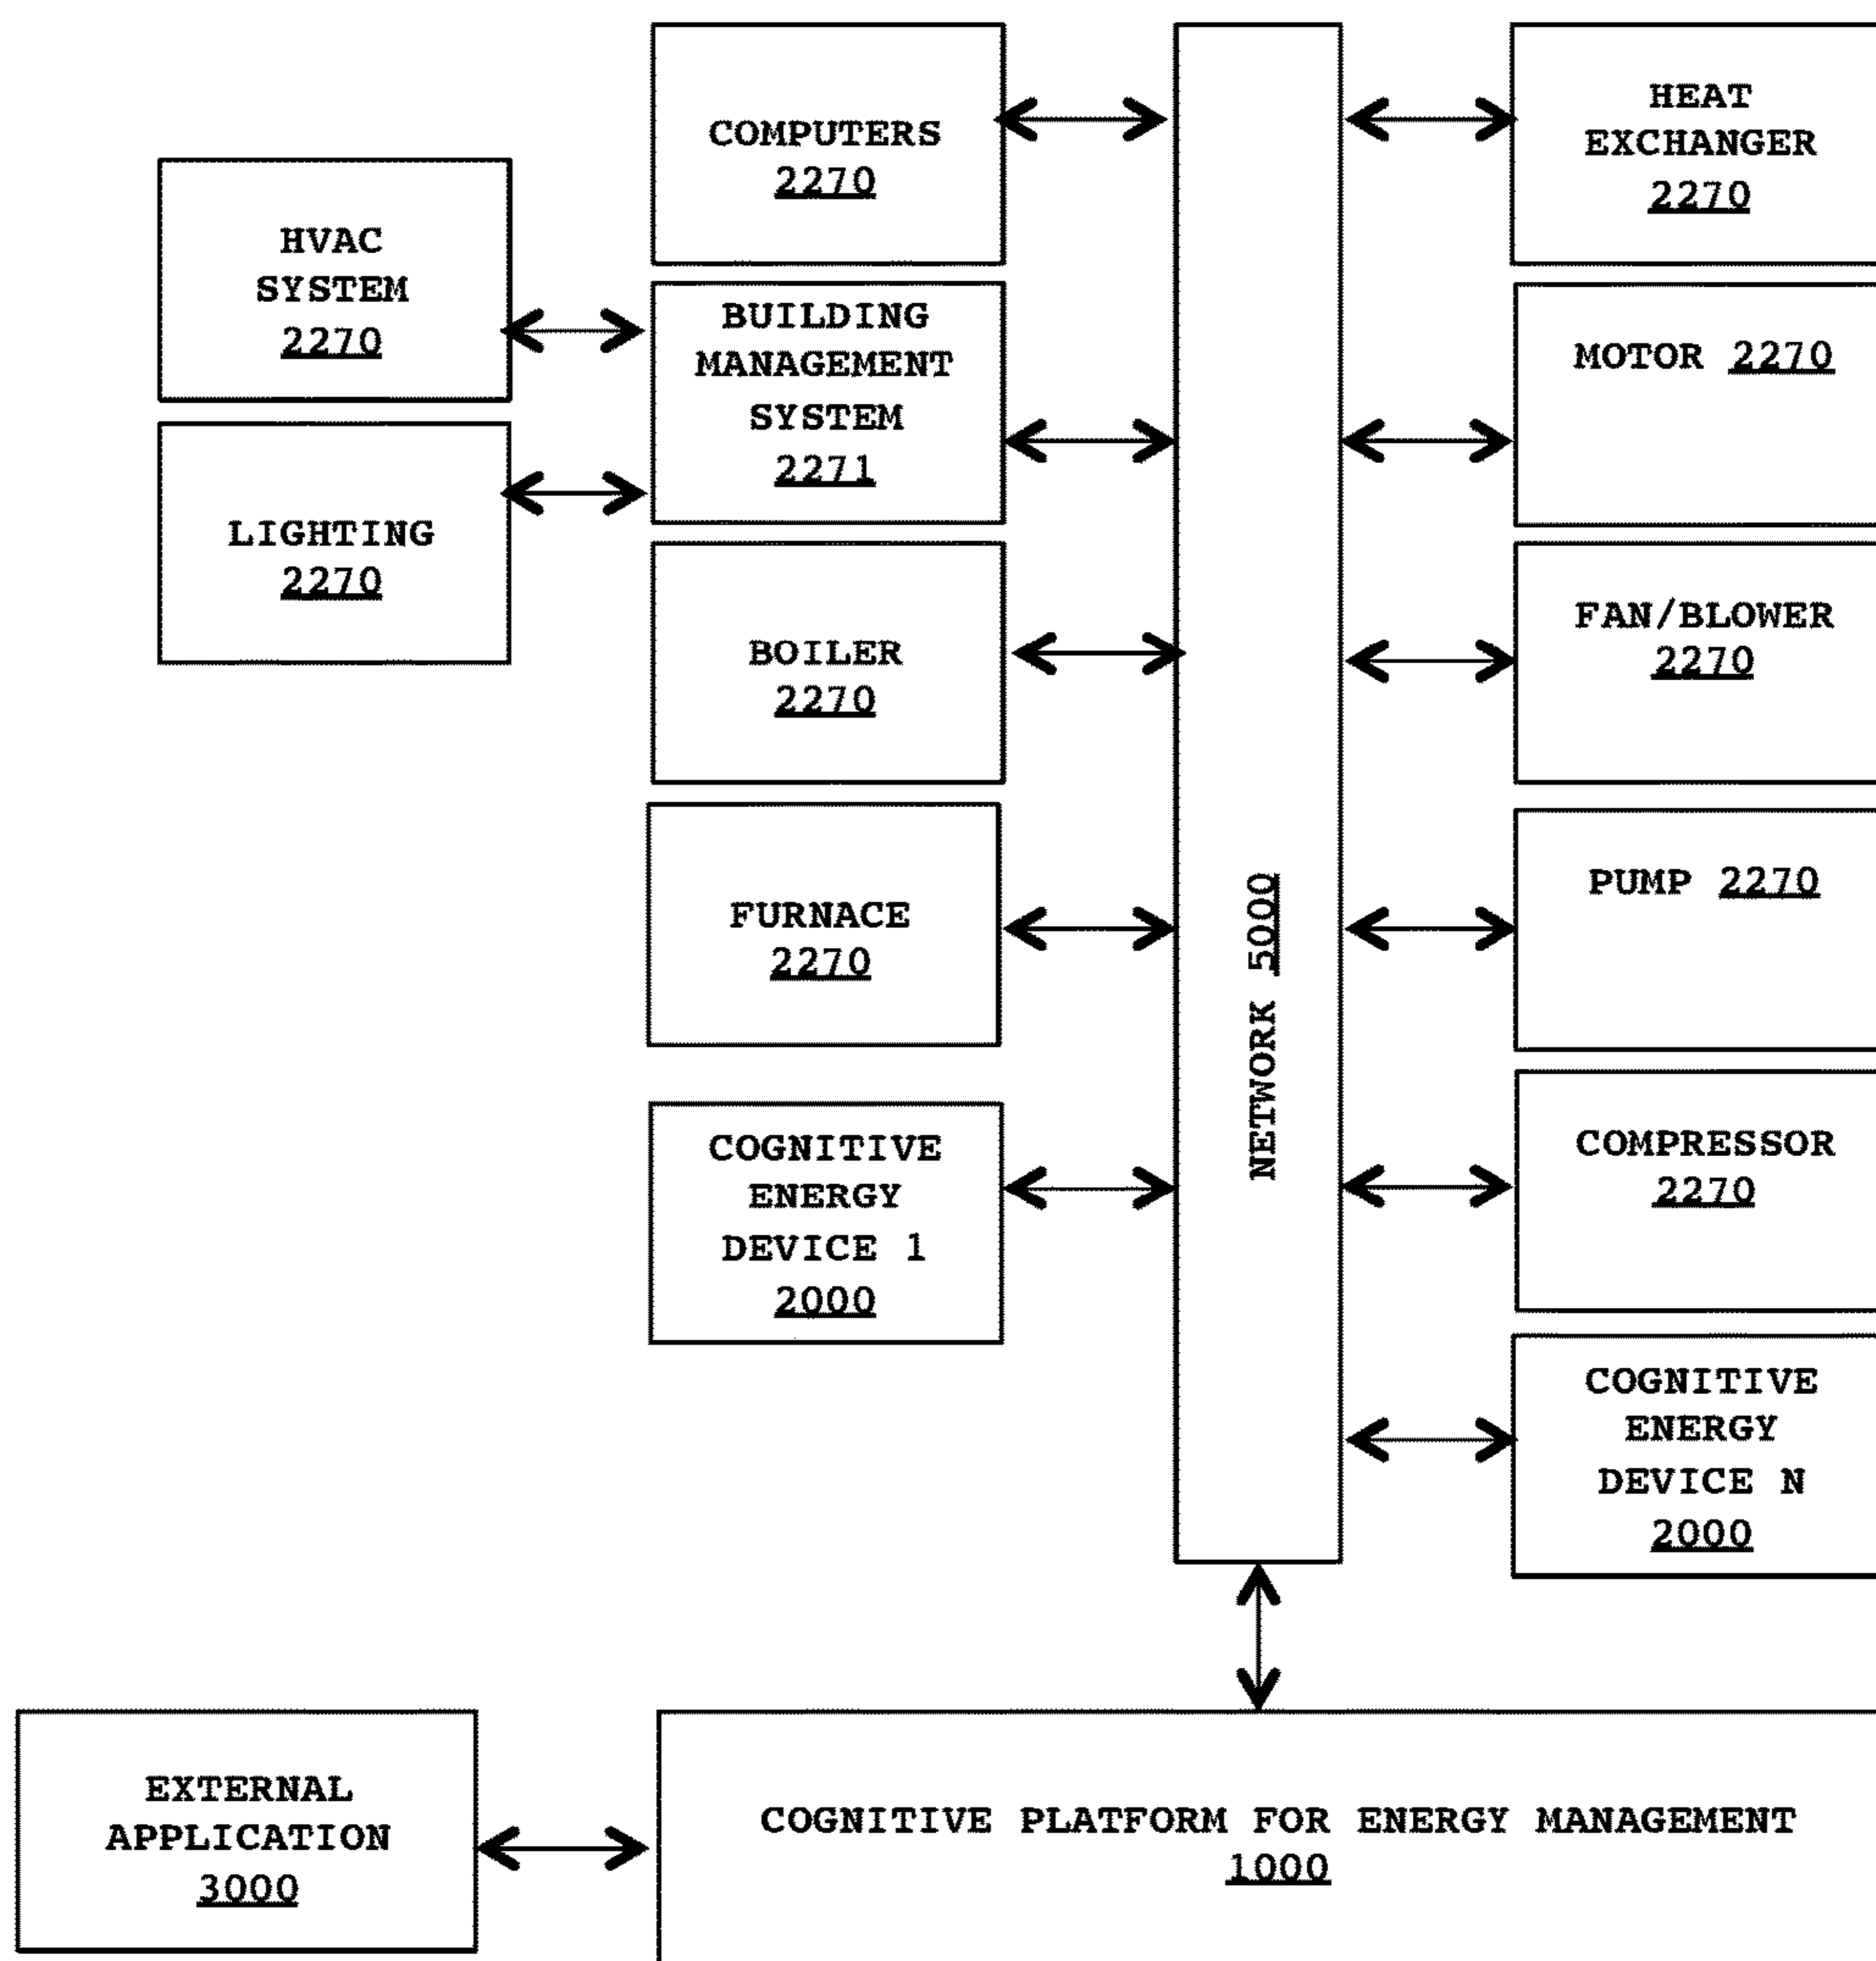 COMPUTERS
2270
HVAC
SYSTEM
2270
BUILDING
MANAGEMENT
SYSTEM
2271
LIGHTING
2270
BOILER
2270
FURNACE
2270
COGNITIVE
ENERGY
DEVICE 1
2000
NETWORK 5000
HEAT
EXCHANGER
2270
MOTOR 2270
FAN/BLOWER
2270
PUMP 2270
COMPRESSOR
2270
COGNITIVE
ENERGY
DEVICE N
2000
EXTERNAL
APPLICATION
3000
COGNITIVE PLATFORM FOR ENERGY MANAGEMENT
1000